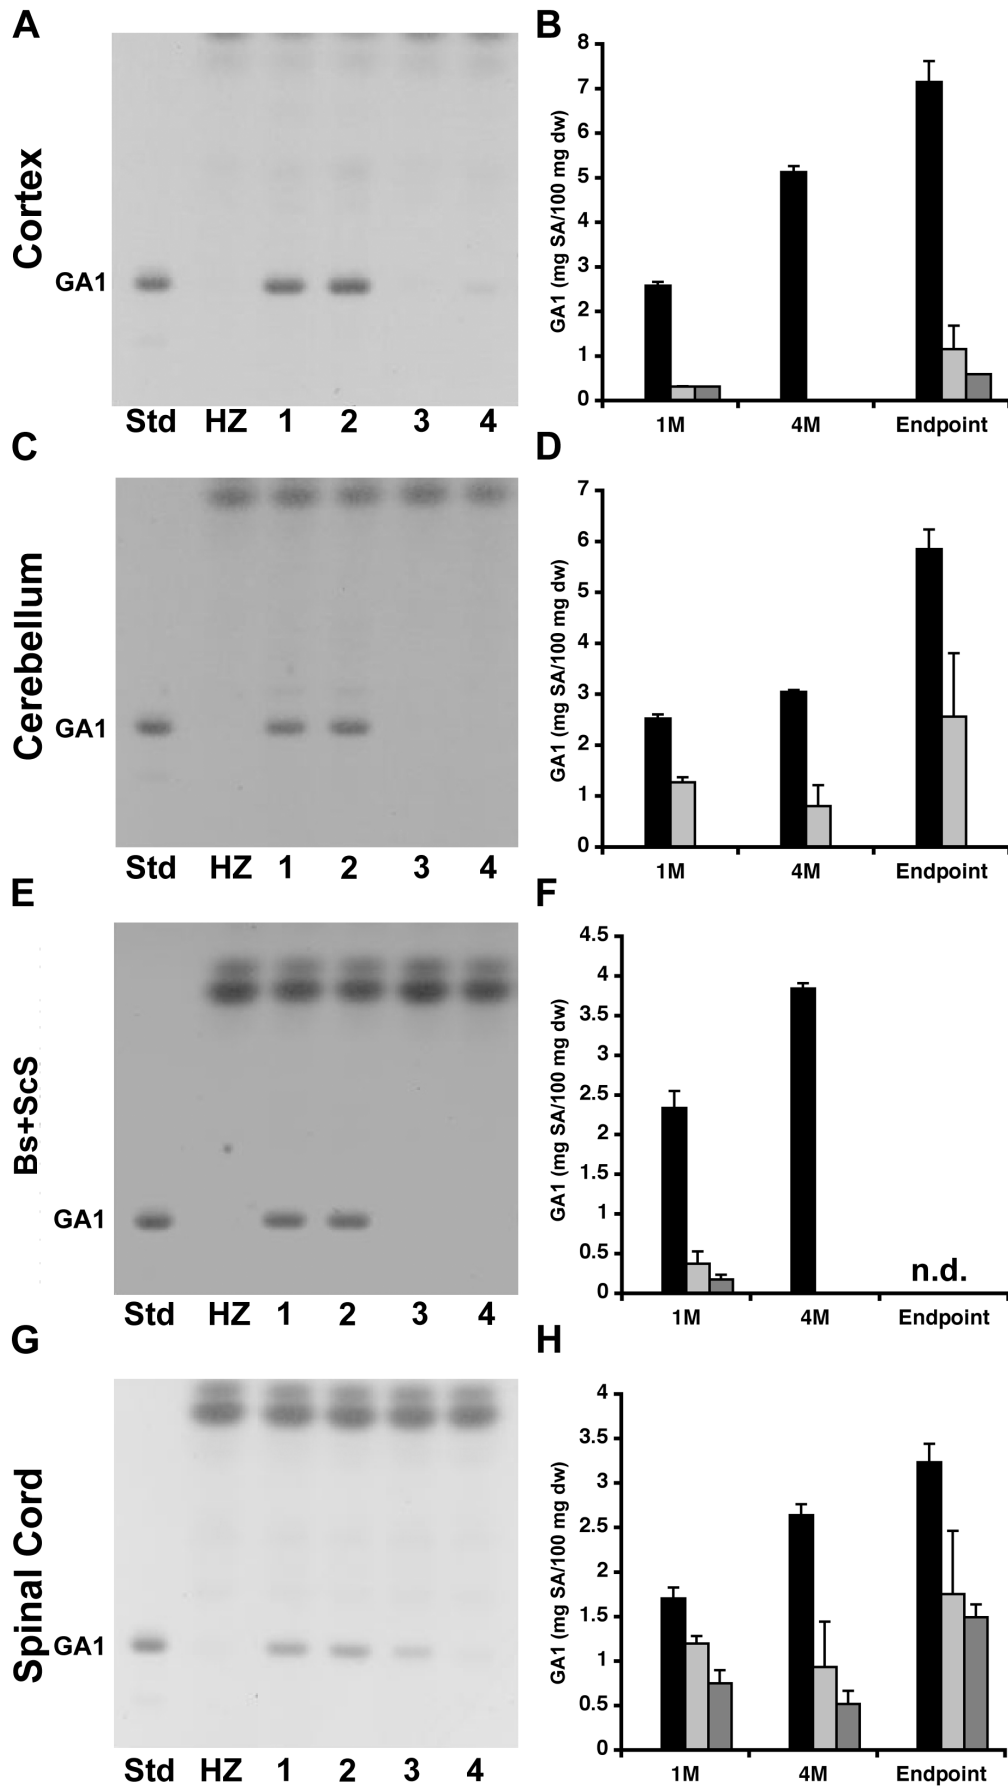 A
Cortex
GA1
Std HZ 1 2 3 4
B
GA1 (mg SA/100 mg dw)
8
7
6
5
4
3
2
1
0
1M 4M Endpoint
C
Cerebellum
GA1
Std HZ 1 2 3 4
D
GA1 (mg SA/100 mg dw)
7
6
5
4
3
2
1
0
1M 4M Endpoint
E
Bs+ScS
GA1
Std HZ 1 2 3 4
F
GA1 (mg SA/100 mg dw)
4.5
4
3.5
3
2.5
2
1.5
1
0.5
0
n.d.
1M 4M Endpoint
G
Spinal Cord
GA1
Std HZ 1 2 3 4
H
GA1 (mg SA/100 mg dw)
4
3.5
3
2.5
2
1.5
1
0.5
0
1M 4M Endpoint